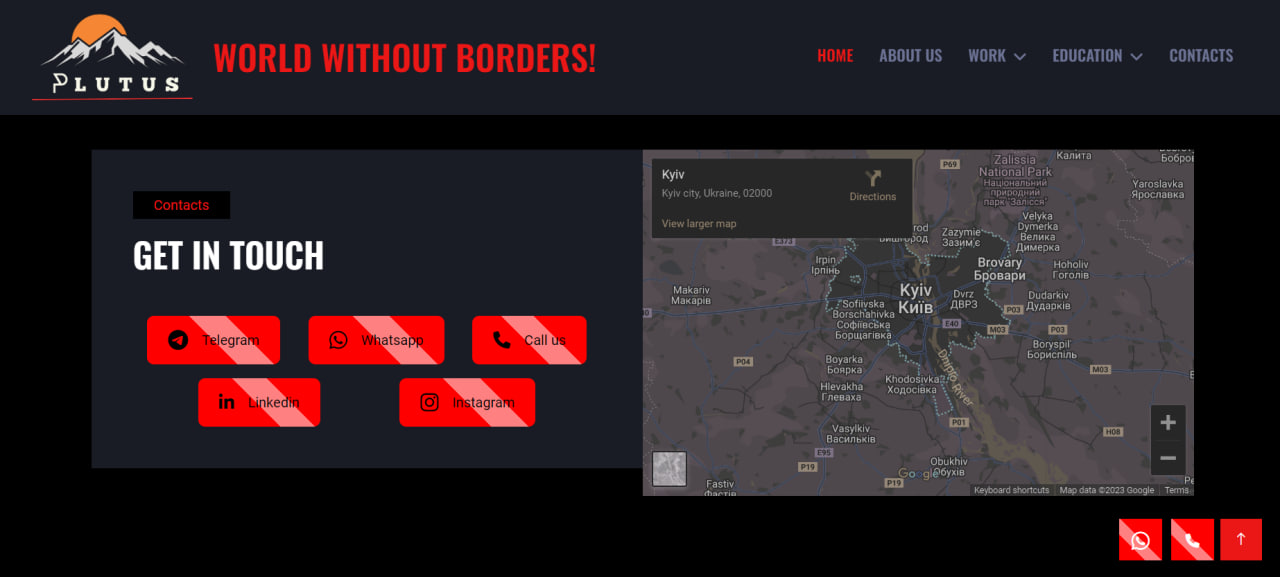 PLUTUS
WORLD WITHOUT BORDERS!
HOME
ABOUT US
WORK
EDUCATION
CONTACTS
Contacts
GET IN TOUCH
Telegram
Whatsapp
Call us
Linkedin
Instagram
Kyiv
Kyiv city, Ukraine, 02000
Directions
View larger map
P69
Zalissia
National Park
Національний
природний
парк "Залісся"
Калита
Yaroslavka
Ярославка
Velyka
Dymerka
Велика
Димерка
Zazymie
Зазим'є
E373
Irpin
Ірпінь
Brovary
Бровари
Hoholiv
Гоголів
Makariv
Макарів
Kyiv
Київ
Dvrz
ДВРЗ
Dudarkiv
Дударків
Sofiivska
Borschahivka
Софіївська
Борщагівка
P03
E40
M03
P03
Boryspil'
Бориспіль
P04
Boyarka
Боярка
M03
Hlevakha
Глеваха
Khodosivka
Ходосівка
Dnipro River
P01
Vasylkiv
Васильків
H08
E95
P19
Obukhiv
Обухів
Google
P19
Fastiv
Фастів
Keyboard shortcuts
Map data ©2023 Google
Terms